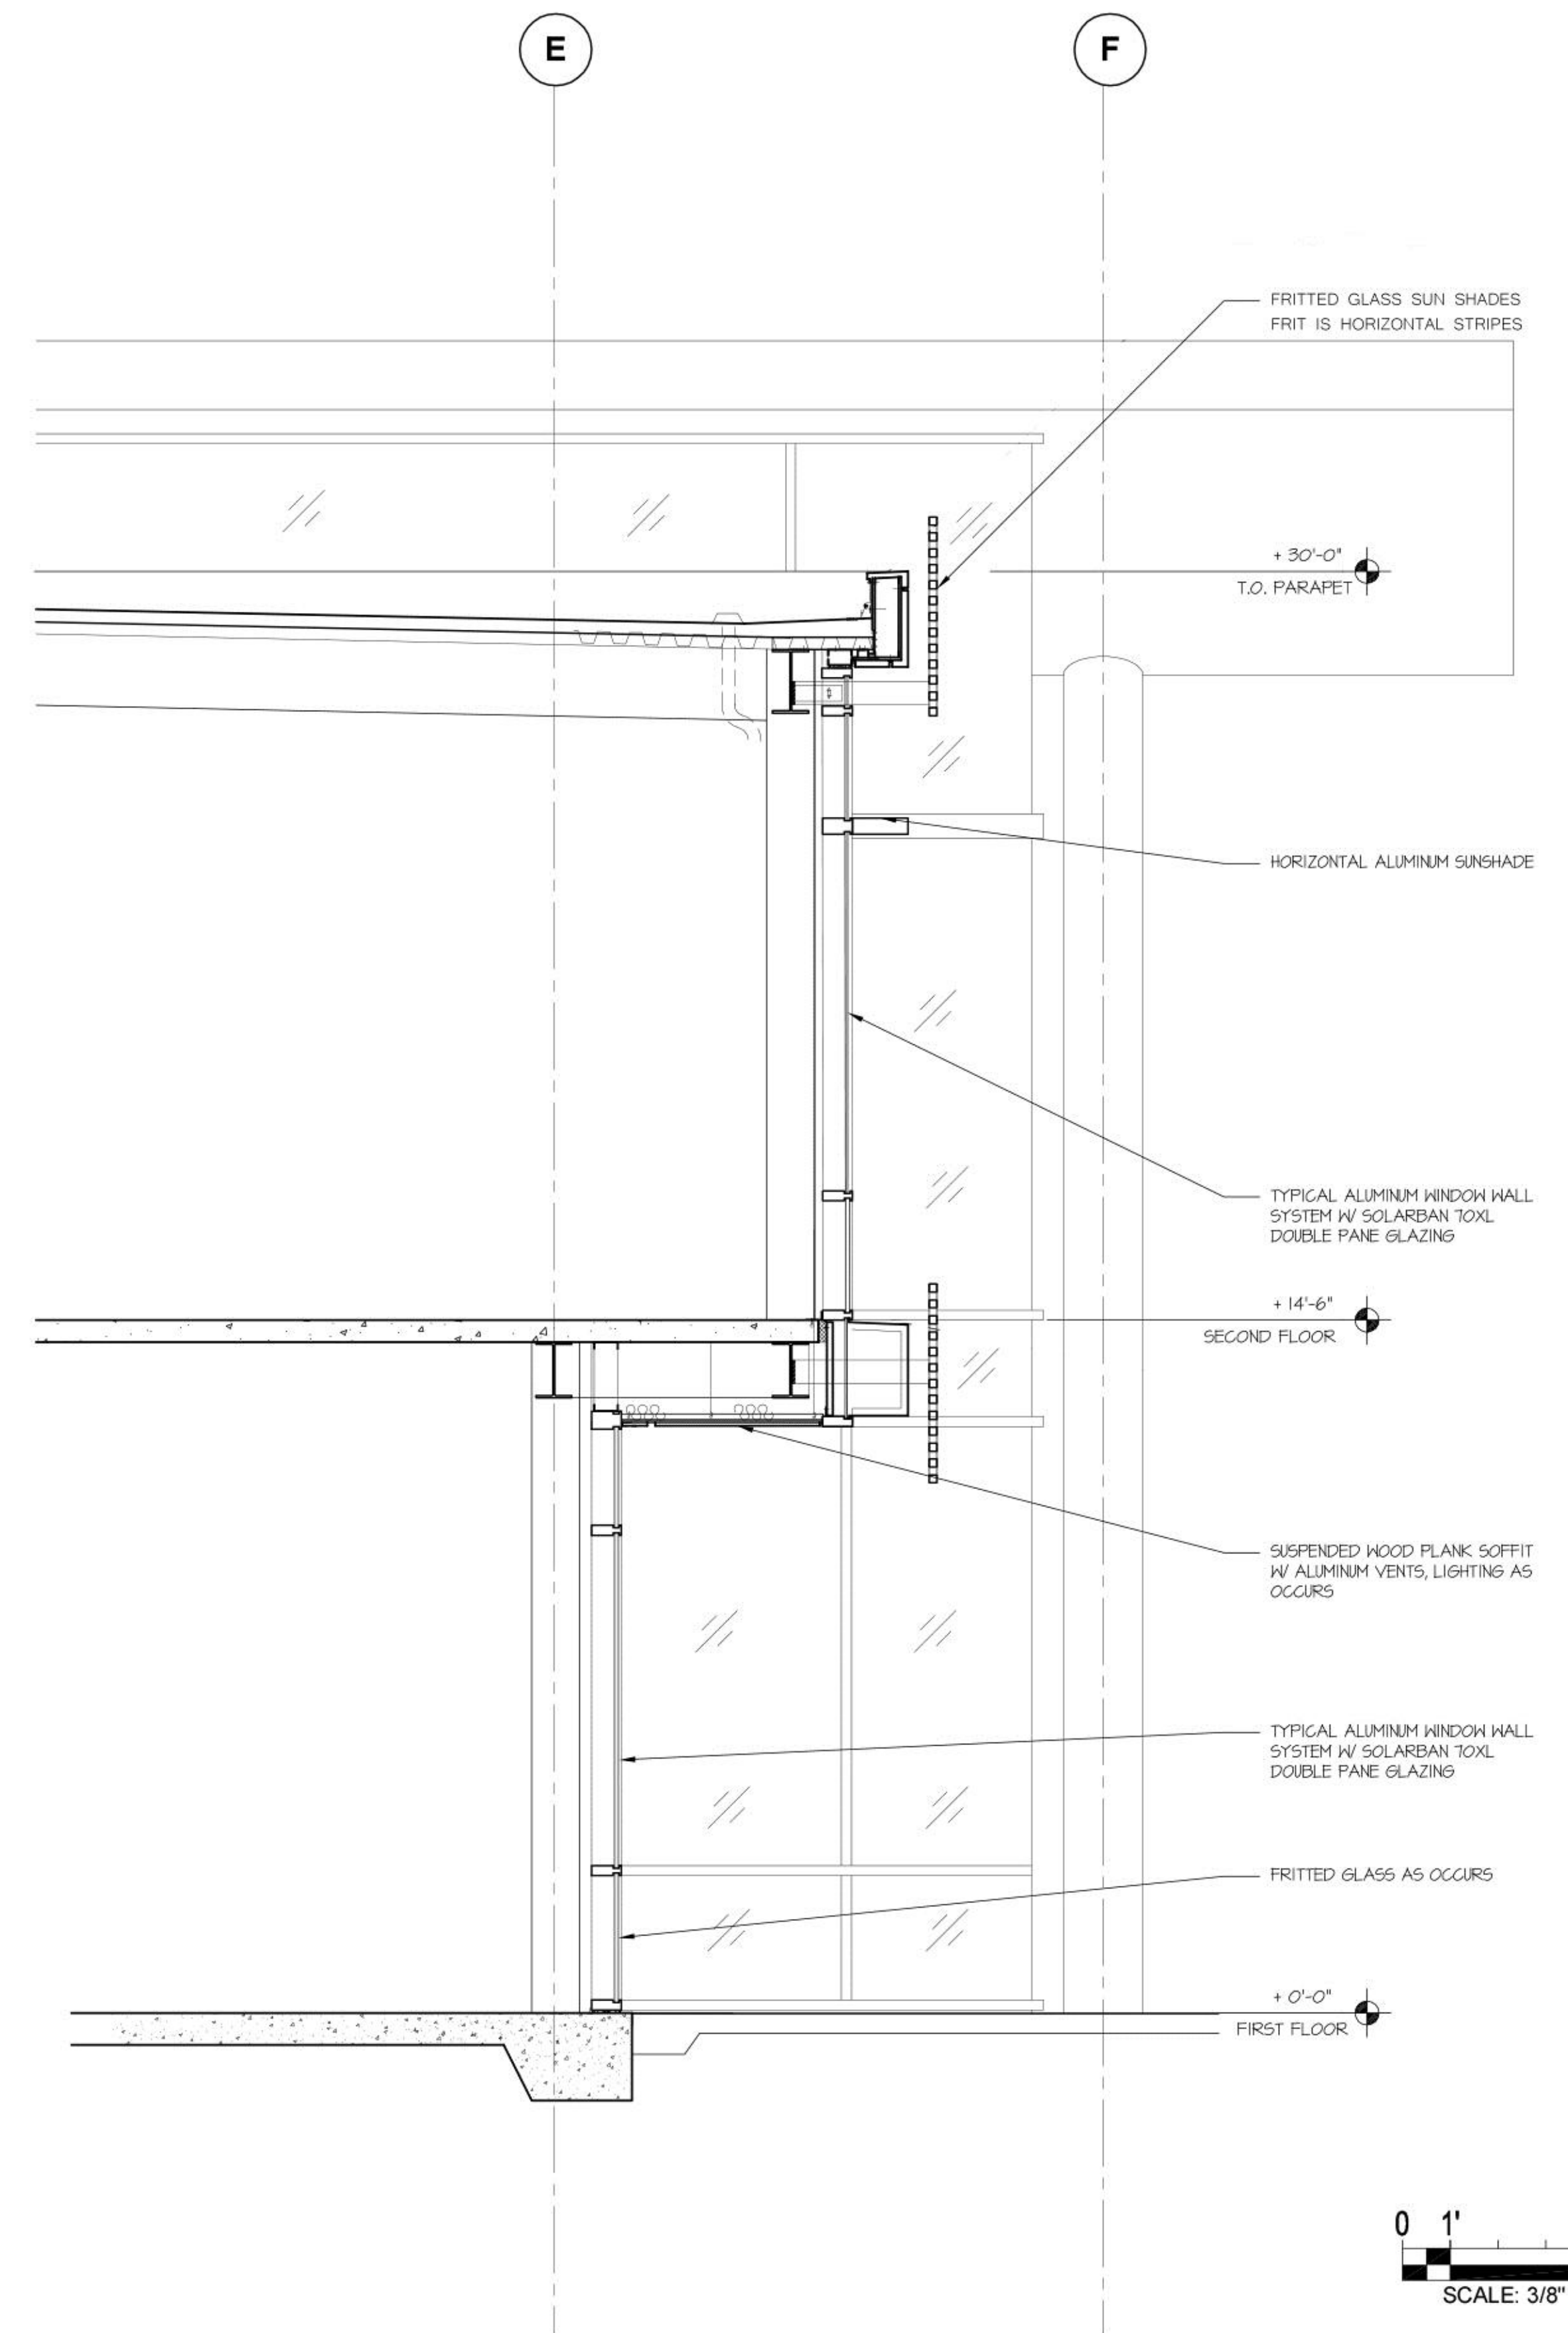 E
F
FRITTED GLASS SUN SHADES
FRIT IS HORIZONTAL STRIPES
+ 30'-0"
T.O. PARAPET
HORIZONTAL ALUMINUM SUNSHADE
TYPICAL ALUMINUM WINDOW WALL
SYSTEM W/ SOLARBAN 70XL
DOUBLE PANE GLAZING
+ 14'-6"
SECOND FLOOR
SUSPENDED WOOD PLANK SOFFIT
W/ ALUMINUM VENTS, LIGHTING AS
OCCURS
TYPICAL ALUMINUM WINDOW WALL
SYSTEM W/ SOLARBAN 70XL
DOUBLE PANE GLAZING
FRITTED GLASS AS OCCURS
+ 0'-0"
FIRST FLOOR
0 1'
SCALE: 3/8"